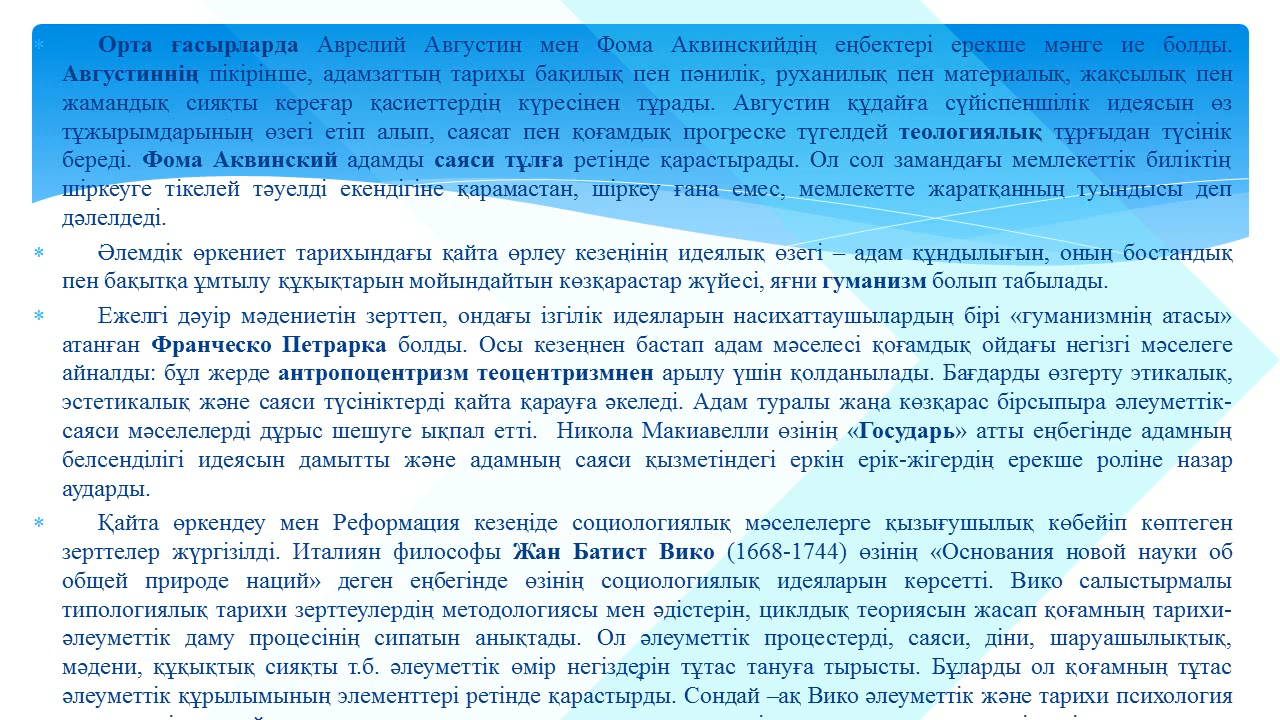 * Орта ғасырларда Аврелий Августин мен Фома Аквинскийдің еңбектері ерекше мәнге ие болды.
Августиннің пікірінше, адамзаттың тарихы бақилық пен пәнилік, руханилық пен материалық, жақсылық пен
жамандық сияқты кереғар қасиеттердің күресінен тұрады. Августин құдайға сүйіспеншілік идеясын өз
тұжырымдарының өзегі етіп алып, саясат пен қоғамдық прогреске түгелдей теологиялық тұрғыдан түсінік
береді. Фома Аквинский адамды саяси тұлға ретінде қарастырады. Ол сол замандағы мемлекеттік биліктің
шіркеуге тікелей тәуелді екендігіне қарамастан, шіркеу ғана емес, мемлекетте жаратқанның туындысы деп
дәлелдеді.
* Әлемдік өркениет тарихындағы қайта өрлеу кезеңінің идеялық өзегі – адам құндылығын, оның бостандық
пен бақытқа ұмтылу құқықтарын мойындайтын көзқарастар жүйесі, яғни гуманизм болып табылады.
* Ежелгі дәуір мәдениетін зерттеп, ондағы ізгілік идеяларын насихаттаушылардың бірі «гуманизмнің атасы»
атанған Франческо Петрарка болды. Осы кезеңнен бастап адам мәселесі қоғамдық ойдағы негізгі мәселеге
айналды: бұл жерде антропоцентризм теоцентризмнен арылу үшін қолданылады. Бағдарды өзгерту этикалық,
эстетикалық және саяси түсініктерді қайта қарауға әкеледі. Адам туралы жаңа көзқарас бірсыпыра әлеуметтік-
саяси мәселелерді дұрыс шешуге ықпал етті. Никола Макиавелли өзінің «Государь» атты еңбегінде адамның
белсенділігі идеясын дамытты және адамның саяси қызметіндегі еркін ерік-жігердің ерекше роліне назар
аударды.
* Қайта өркендеу мен Реформация кезеңіде социологиялық мәселелерге қызығушылық көбейіп көптеген
зерттелер жүргізілді. Италиян философы Жан Батист Вико (1668-1744) өзінің «Основания новой науки об
общей природе наций» деген еңбегінде өзінің социологиялық идеяларын көрсетті. Вико салыстырмалы
типологиялық тарихи зерттеулердің методологиясы мен әдістерін, циклдық теориясын жасап қоғамның тарихи-
әлеуметтік даму процесінің сипатын анықтады. Ол әлеуметтік процестерді, саяси, діни, шаруашылықтық,
мәдени, құқықтық сияқты т.б. әлеуметтік өмір негіздерін тұтас тануға тырысты. Бұларды ол қоғамның тұтас
4
әлеуметтік құрылымының элементтері ретінде қарастырды. Сондай –ақ Вико әлеуметтік және тарихи психология